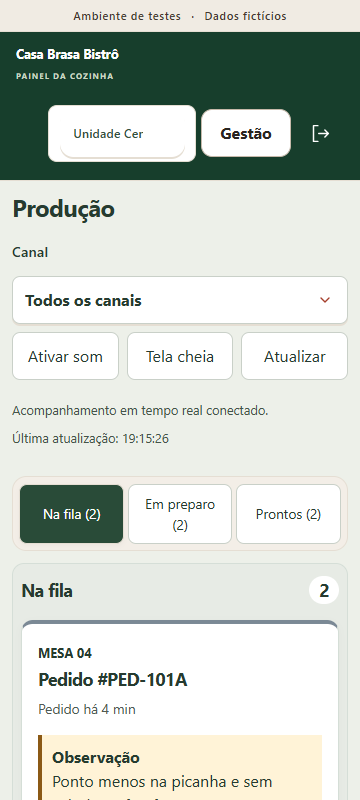 Ambiente de testes · Dados fictícios
Casa Brasa Bistrô
PAINEL DA COZINHA
Unidade Cer
Gestão
Produção
Canal
Todos os canais
Ativar som
Tela cheia
Atualizar
Acompanhamento em tempo real conectado.
Última atualização: 19:15:26
Na fila (2)
Em preparo
(2)
Prontos (2)
Na fila
2
MESA 04
Pedido #PED-101A
Pedido há 4 min
Observação
Ponto menos na picanha e sem